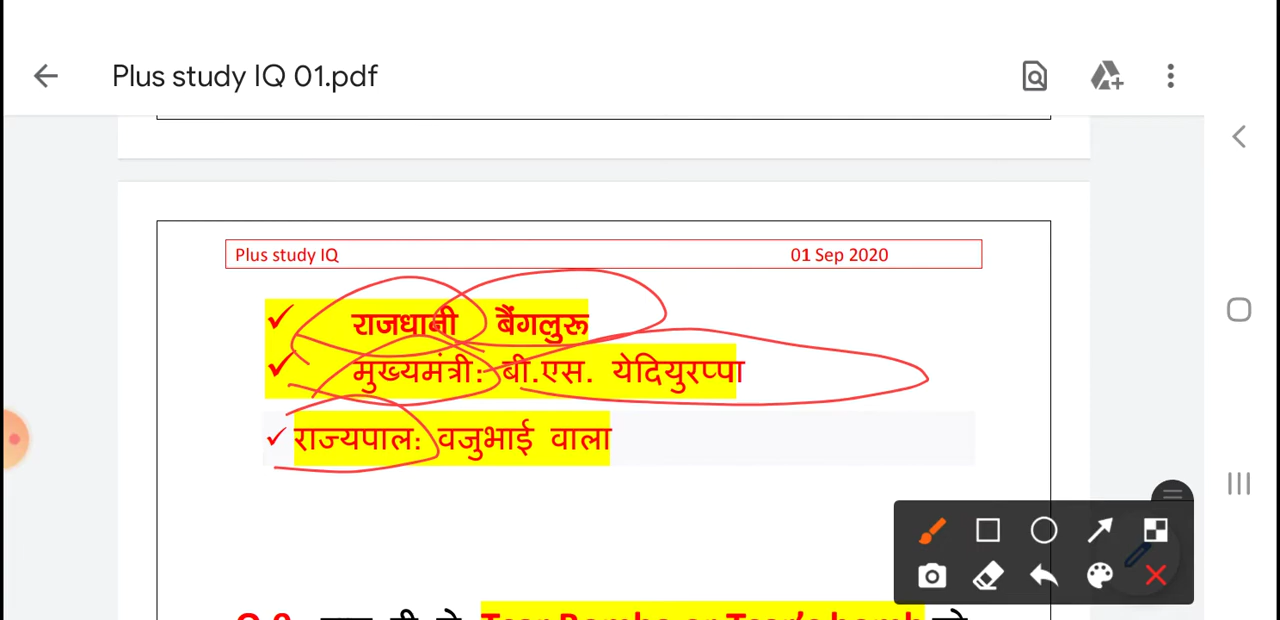 Plus study IQ 01.pdf
Plus study IQ 01 Sep 2020
राजधानी बैंगलुरू
मुख्यमंत्री: बी.एस. येदियुरप्पा
राज्यपाल: वजुभाई वाला